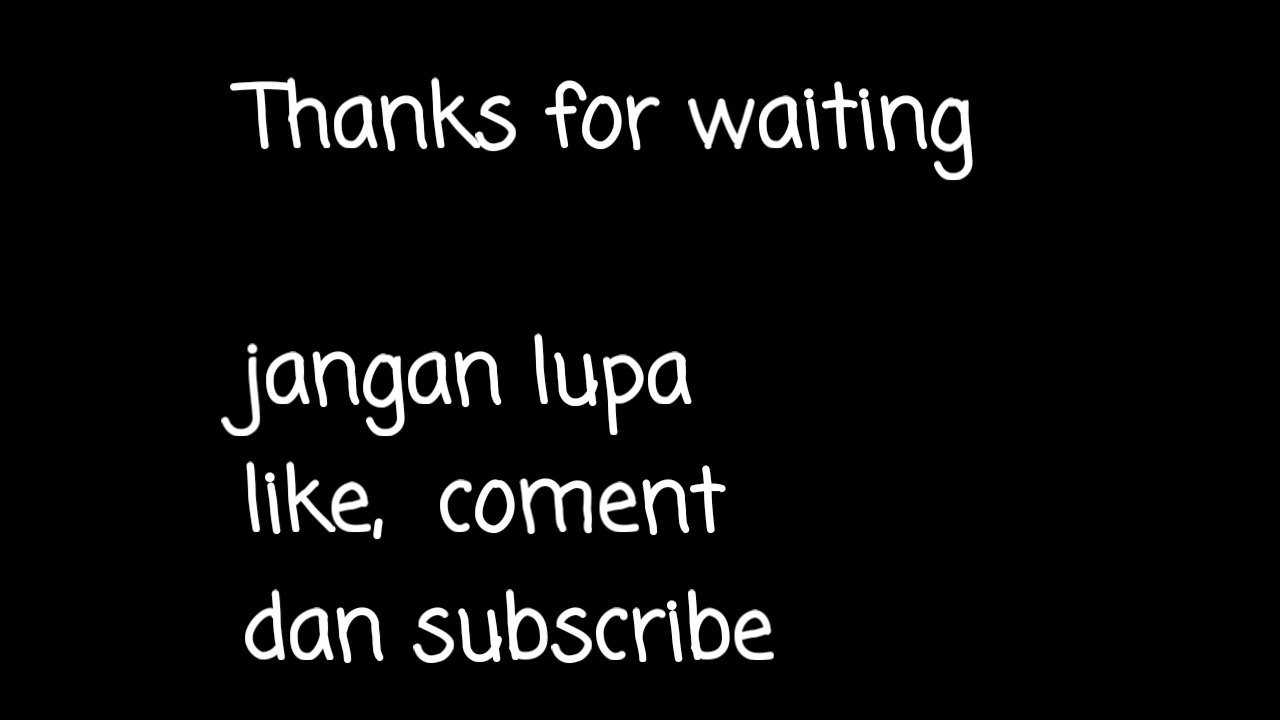 Thanks for waiting
jangan lupa
like, coment
dan subscribe